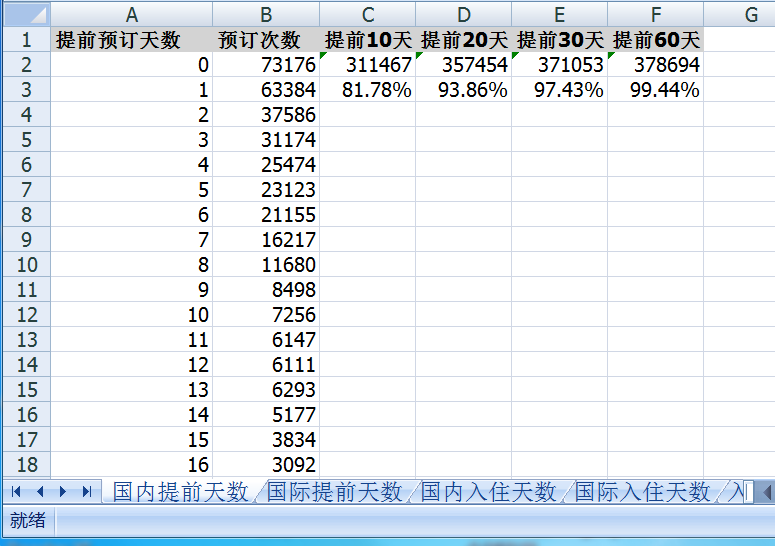 A B C D E F G
1 提前预订天数 预订次数 提前10天 提前20天 提前30天 提前60天
2 0 73176 311467 357454 371053 378694
3 1 63384 81.78% 93.86% 97.43% 99.44%
4 2 37586
5 3 31174
6 4 25474
7 5 23123
8 6 21155
9 7 16217
10 8 11680
11 9 8498
12 10 7256
13 11 6147
14 12 6111
15 13 6293
16 14 5177
17 15 3834
18 16 3092
国内提前天数 国际提前天数 国内入住天数 国际入住天数 入
就绪